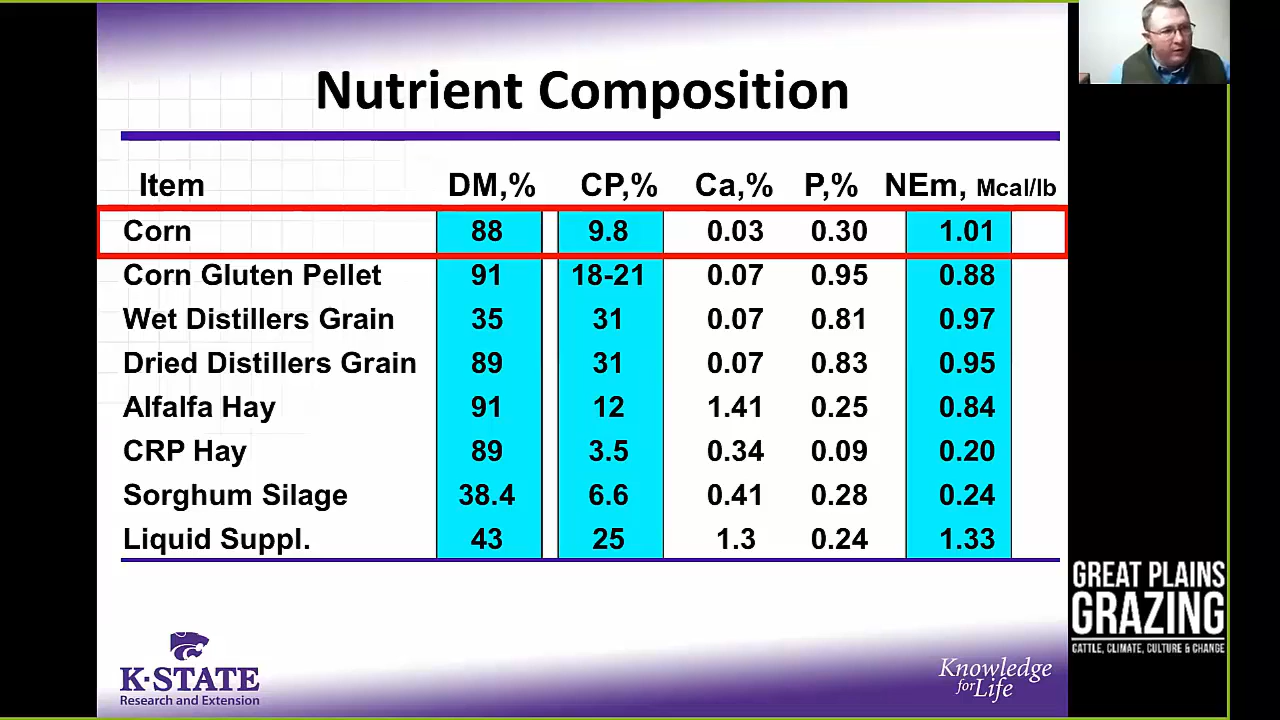 Nutrient Composition
Item DM,% CP,% Ca,% P,% NEm, Mcal/lb
Corn 88 9.8 0.03 0.30 1.01
Corn Gluten Pellet 91 18-21 0.07 0.95 0.88
Wet Distillers Grain 35 31 0.07 0.81 0.97
Dried Distillers Grain 89 31 0.07 0.83 0.95
Alfalfa Hay 91 12 1.41 0.25 0.84
CRP Hay 89 3.5 0.34 0.09 0.20
Sorghum Silage 38.4 6.6 0.41 0.28 0.24
Liquid Suppl. 43 25 1.3 0.24 1.33
GREAT PLAINS
GRAZING
CATTLE, CLIMATE, CULTURE & CHANGE
K-STATE
Research and Extension
Knowledge
for Life